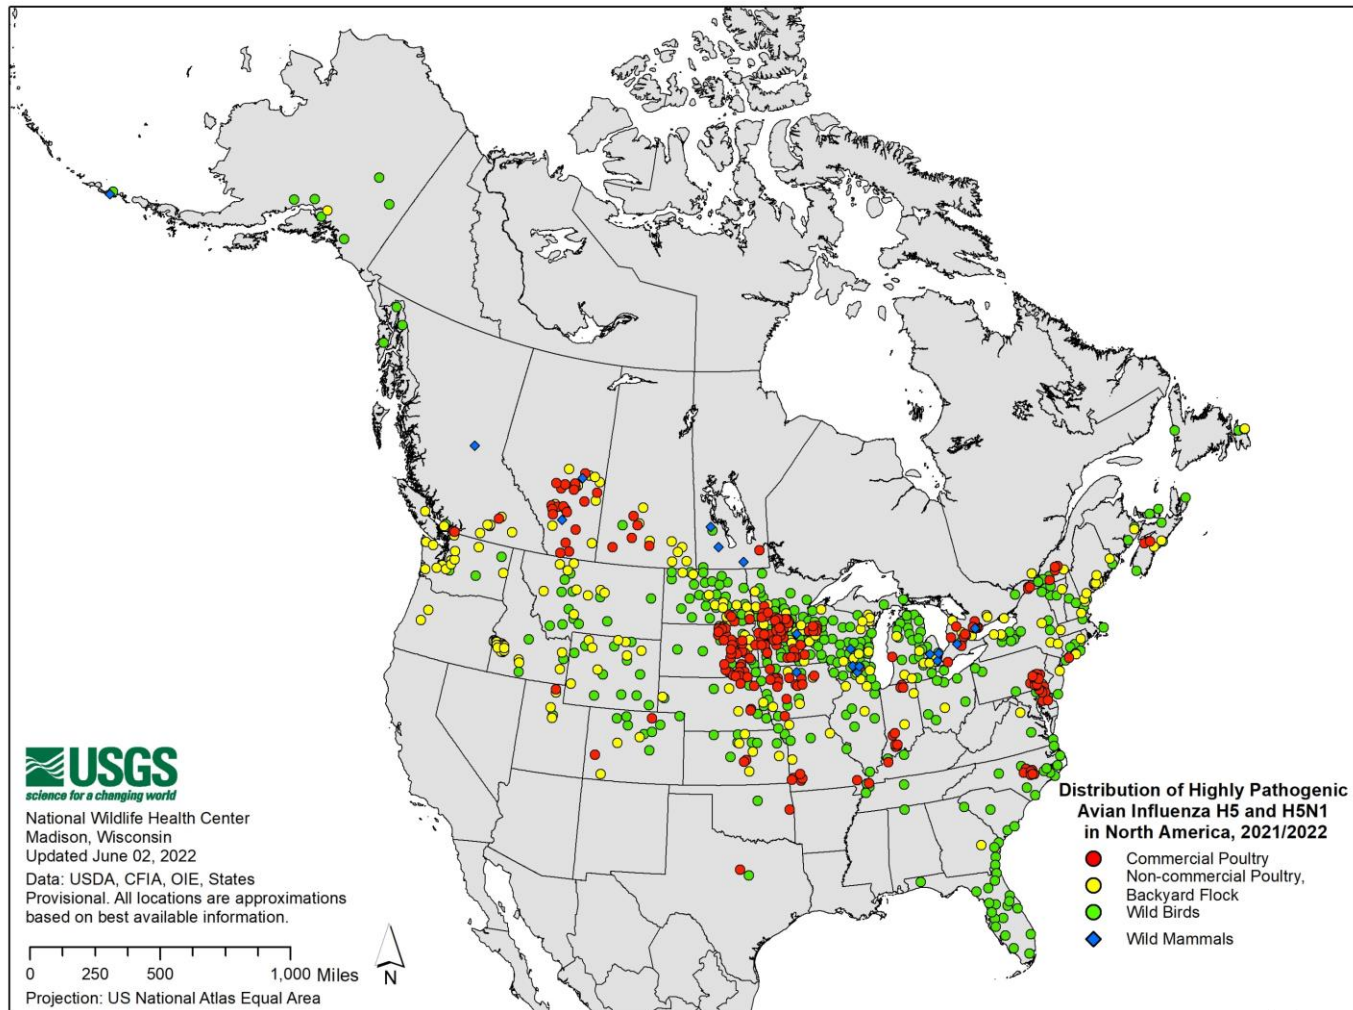 USGS
science for a changing world
National Wildlife Health Center
Madison, Wisconsin
Updated June 02, 2022
Data: USDA, CFIA, OIE, States
Provisional. All locations are approximations
based on best available information.
0 250 500 1,000 Miles
Projection: US National Atlas Equal Area
N
Distribution of Highly Pathogenic
Avian Influenza H5 and H5N1
in North America, 2021/2022
Commercial Poultry
Non-commercial Poultry,
Backyard Flock
Wild Birds
Wild Mammals